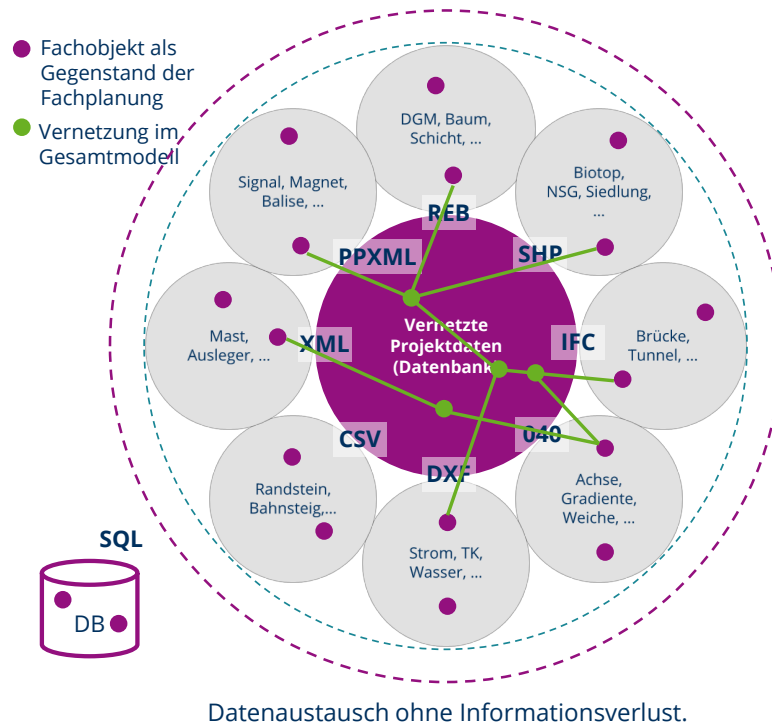 Fachobjekt als
Gegenstand der
Fachplanung
Vernetzung im
Gesamtmodell
DGM, Baum,
Schicht, ...
Signal, Magnet,
Balise, ...
Biotop,
NSG, Siedlung,
...
REB
PPXML
SHP
Mast,
Ausleger, ...
XML
Vernetzte
Projektdaten
(Datenbank
IFC
Brücke,
Tunnel, ...
CSV
040
DXF
Randstein,
Bahnsteig,...
Achse,
Gradiente,
Weiche, ...
Strom, TK,
Wasser, ...
SQL
DB
Datenaustausch ohne Informationsverlust.